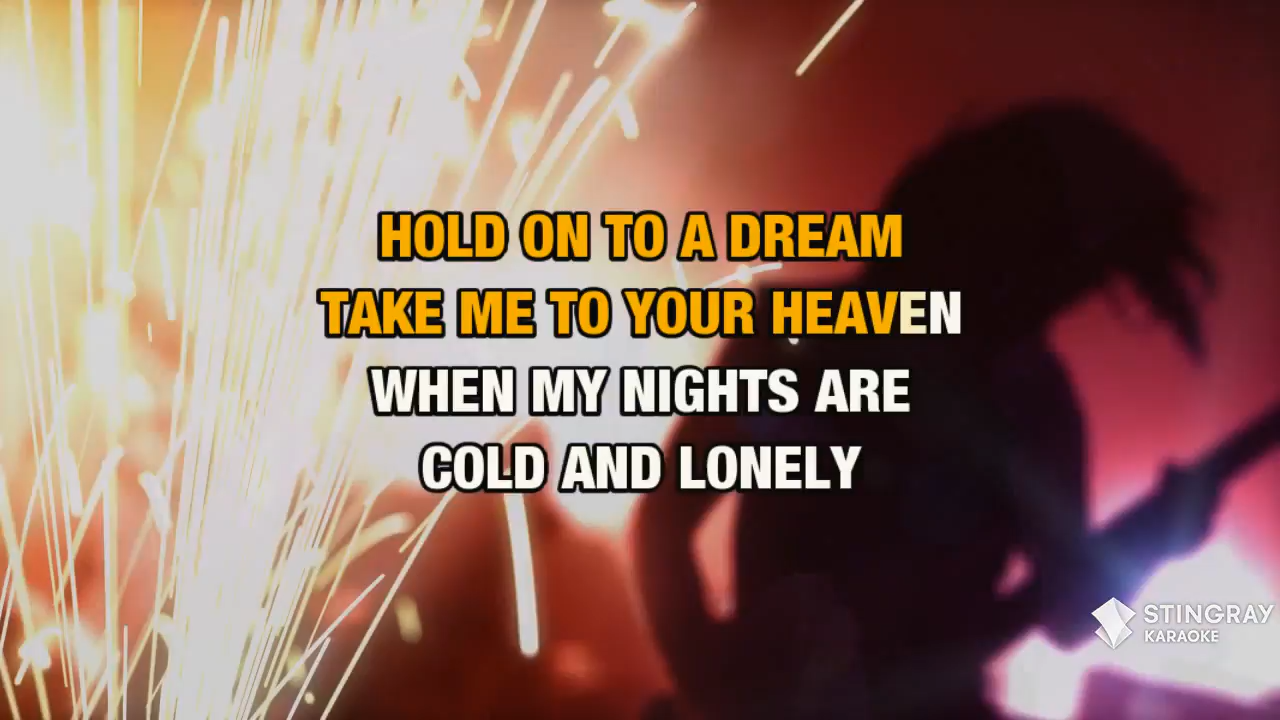 HOLD ON TO A DREAM
TAKE ME TO YOUR HEAVEN
WHEN MY NIGHTS ARE
COLD AND LONELY
STINGRAY
KARAOKE